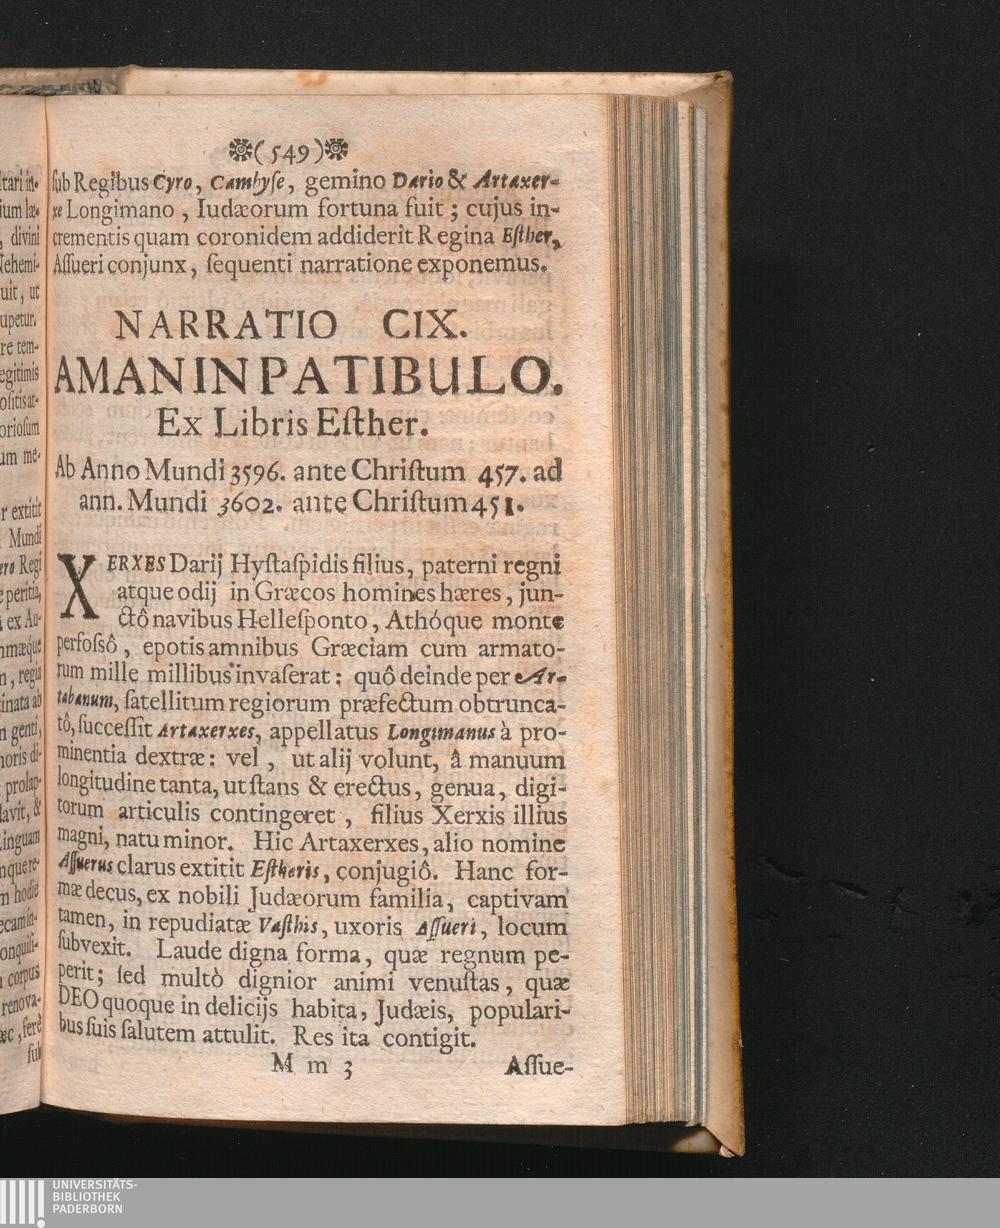 (549)
ſub Regibus Cyro, Cambyſe, gemino Dario & Artaxer-
xe Longimano, Iudæorum fortuna fuit; cujus in-
crementis quam coronidem addiderit Regina Eſther,
Aſſueri conjunx, ſequenti narratione exponemus.
NARRATIO CIX.
AMAN IN PATIBULO.
Ex Libris Eſther.
Ab Anno Mundi 3596. ante Chriſtum 457. ad
ann. Mundi 3602. ante Chriſtum 451.
XERXES Darij Hyſtaſpidis filius, paterni regni
atque odij in Græcos homines hæres, jun-
ctô navibus Helleſponto, Athóque monte
perfoſsô, epotis amnibus Græciam cum armato-
rum mille millibus invaſerat: quô deinde per Ar-
tabanum, ſatellitum regiorum præfectum obtrunca-
tô, ſucceſſit Artaxerxes, appellatus Longimanus à pro-
minentia dextræ: vel, ut alij volunt, â manuum
longitudine tanta, ut ſtans & erectus, genua, digi-
torum articulis contingeret, filius Xerxis illius
magni, natu minor. Hic Artaxerxes, alio nomine
Aſſuerus clarus extitit Eſtheris, conjugiô. Hanc for-
mæ decus, ex nobili Judæorum familia, captivam
tamen, in repudiatæ Vaſthis, uxoris Aſſueri, locum
ſubvexit. Laude digna forma, quæ regnum pe-
perit; ſed multò dignior animi venuſtas, quæ
DEO quoque in delicijs habita, Judæis, populari-
bus ſuis ſalutem attulit. Res ita contigit.
M m 3 Aſſue-
UNIVERSITÄTS-
BIBLIOTHEK
PADERBORN